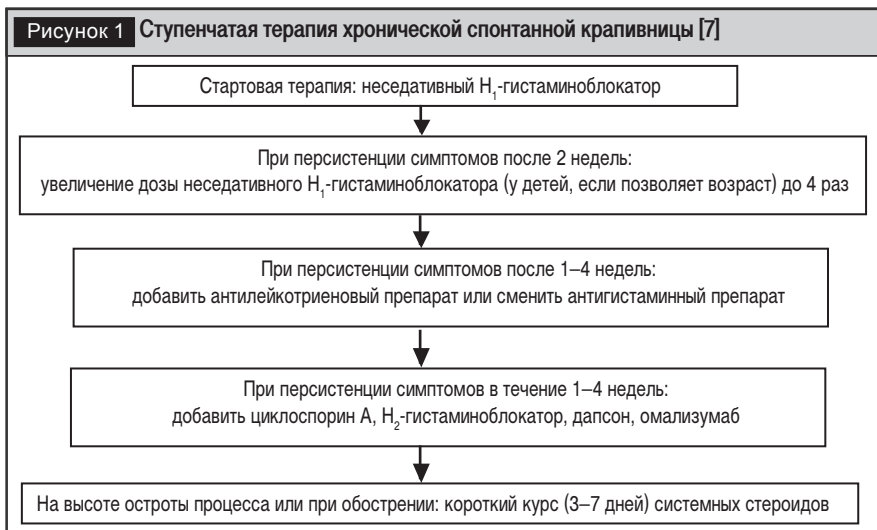 Рисунок 1 Ступенчатая терапия хронической спонтанной крапивницы [7]
Стартовая терапия: неседативный H₁-гистаминоблокатор
При персистенции симптомов после 2 недель:
увеличение дозы неседативного H₁-гистаминоблокатора (у детей, если позволяет возраст) до 4 раз
При персистенции симптомов после 1–4 недель:
добавить антилейкотриеновый препарат или сменить антигистаминный препарат
При персистенции симптомов в течение 1–4 недель:
добавить циклоспорин А, H₂-гистаминоблокатор, дапсон, омализумаб
На высоте остроты процесса или при обострении: короткий курс (3–7 дней) системных стероидов